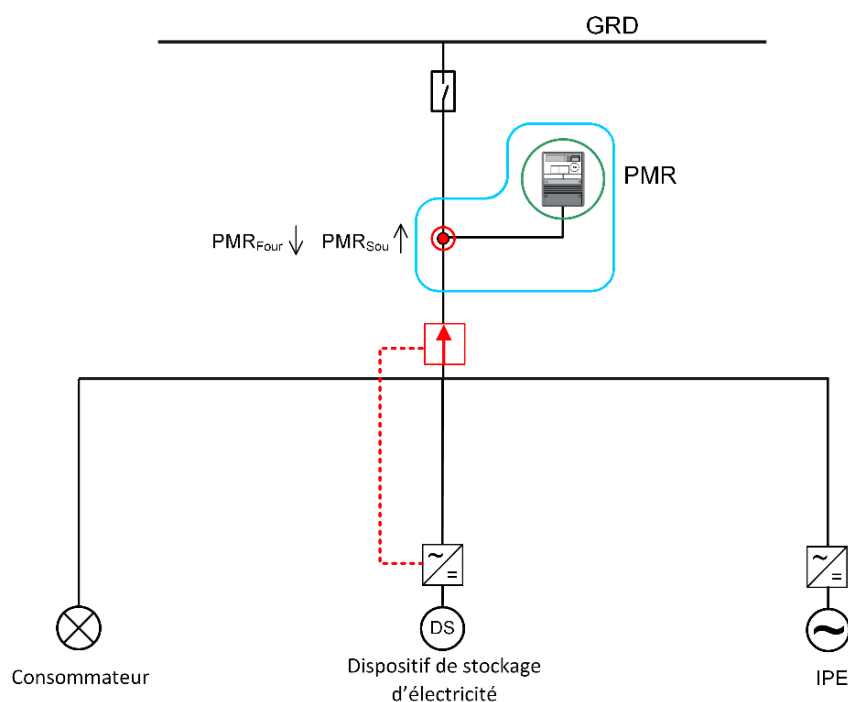 GRD
PMR
PMRFour ↓ PMRSou ↑
~
=
~
=
DS
Consommateur
Dispositif de stockage
d'électricité
IPE